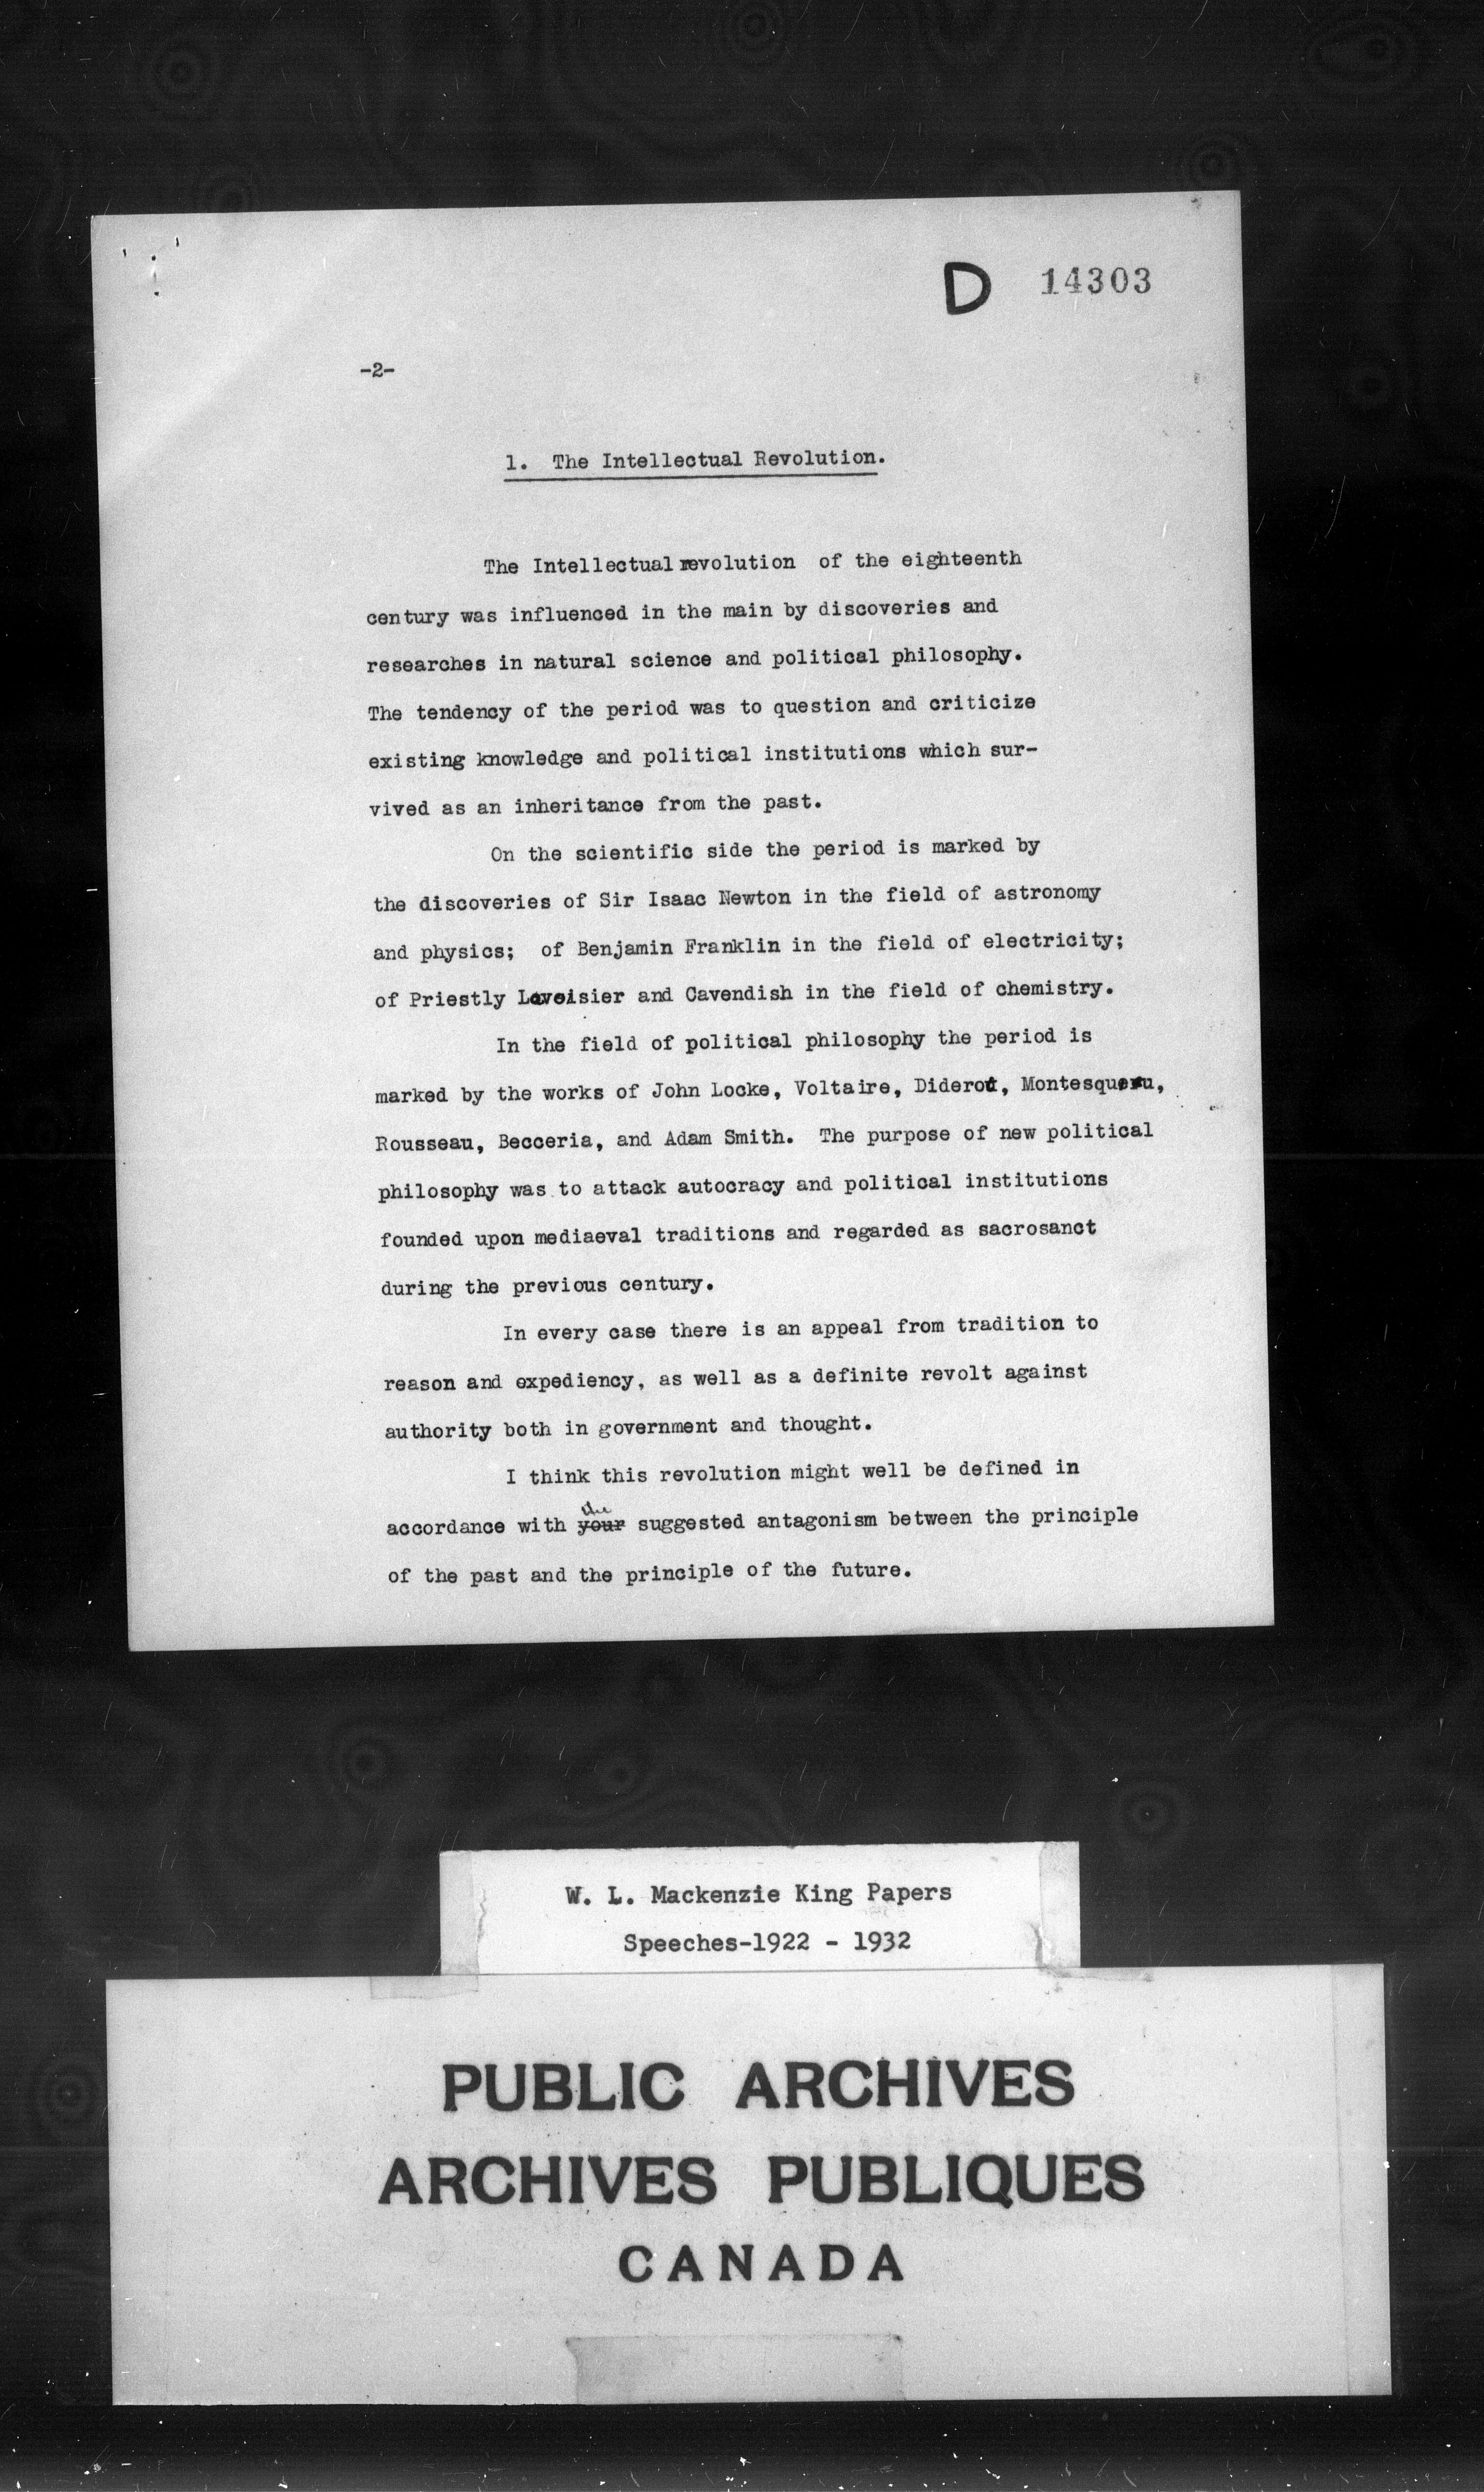 D 14303
-2-
1. The Intellectual Revolution.
The Intellectual revolution of the eighteenth
century was influenced in the main by discoveries and
researches in natural science and political philosophy.
The tendency of the period was to question and criticize
existing knowledge and political institutions which sur-
vived as an inheritance from the past.
On the scientific side the period is marked by
the discoveries of Sir Isaac Newton in the field of astronomy
and physics; of Benjamin Franklin in the field of electricity;
of Priestly Lavoisier and Cavendish in the field of chemistry.
In the field of political philosophy the period is
marked by the works of John Locke, Voltaire, Diderot,
Rousseau, Becceria, and Adam Smith. The purpose of new political
philosophy was to attack autocracy and political institutions
founded upon mediaeval traditions and regarded as sacrosanct
during the previous century.
In every case there is an appeal from tradition to
reason and expediency, as well as a definite revolt against
authority both in government and thought.
I think this revolution might well be defined in
the
accordance with your suggested antagonism between the principle
of the past and the principle of the future.
W. L. Mackenzie King Papers
Speeches-1922 - 1932
PUBLIC ARCHIVES
ARCHIVES PUBLIQUES
CANADA